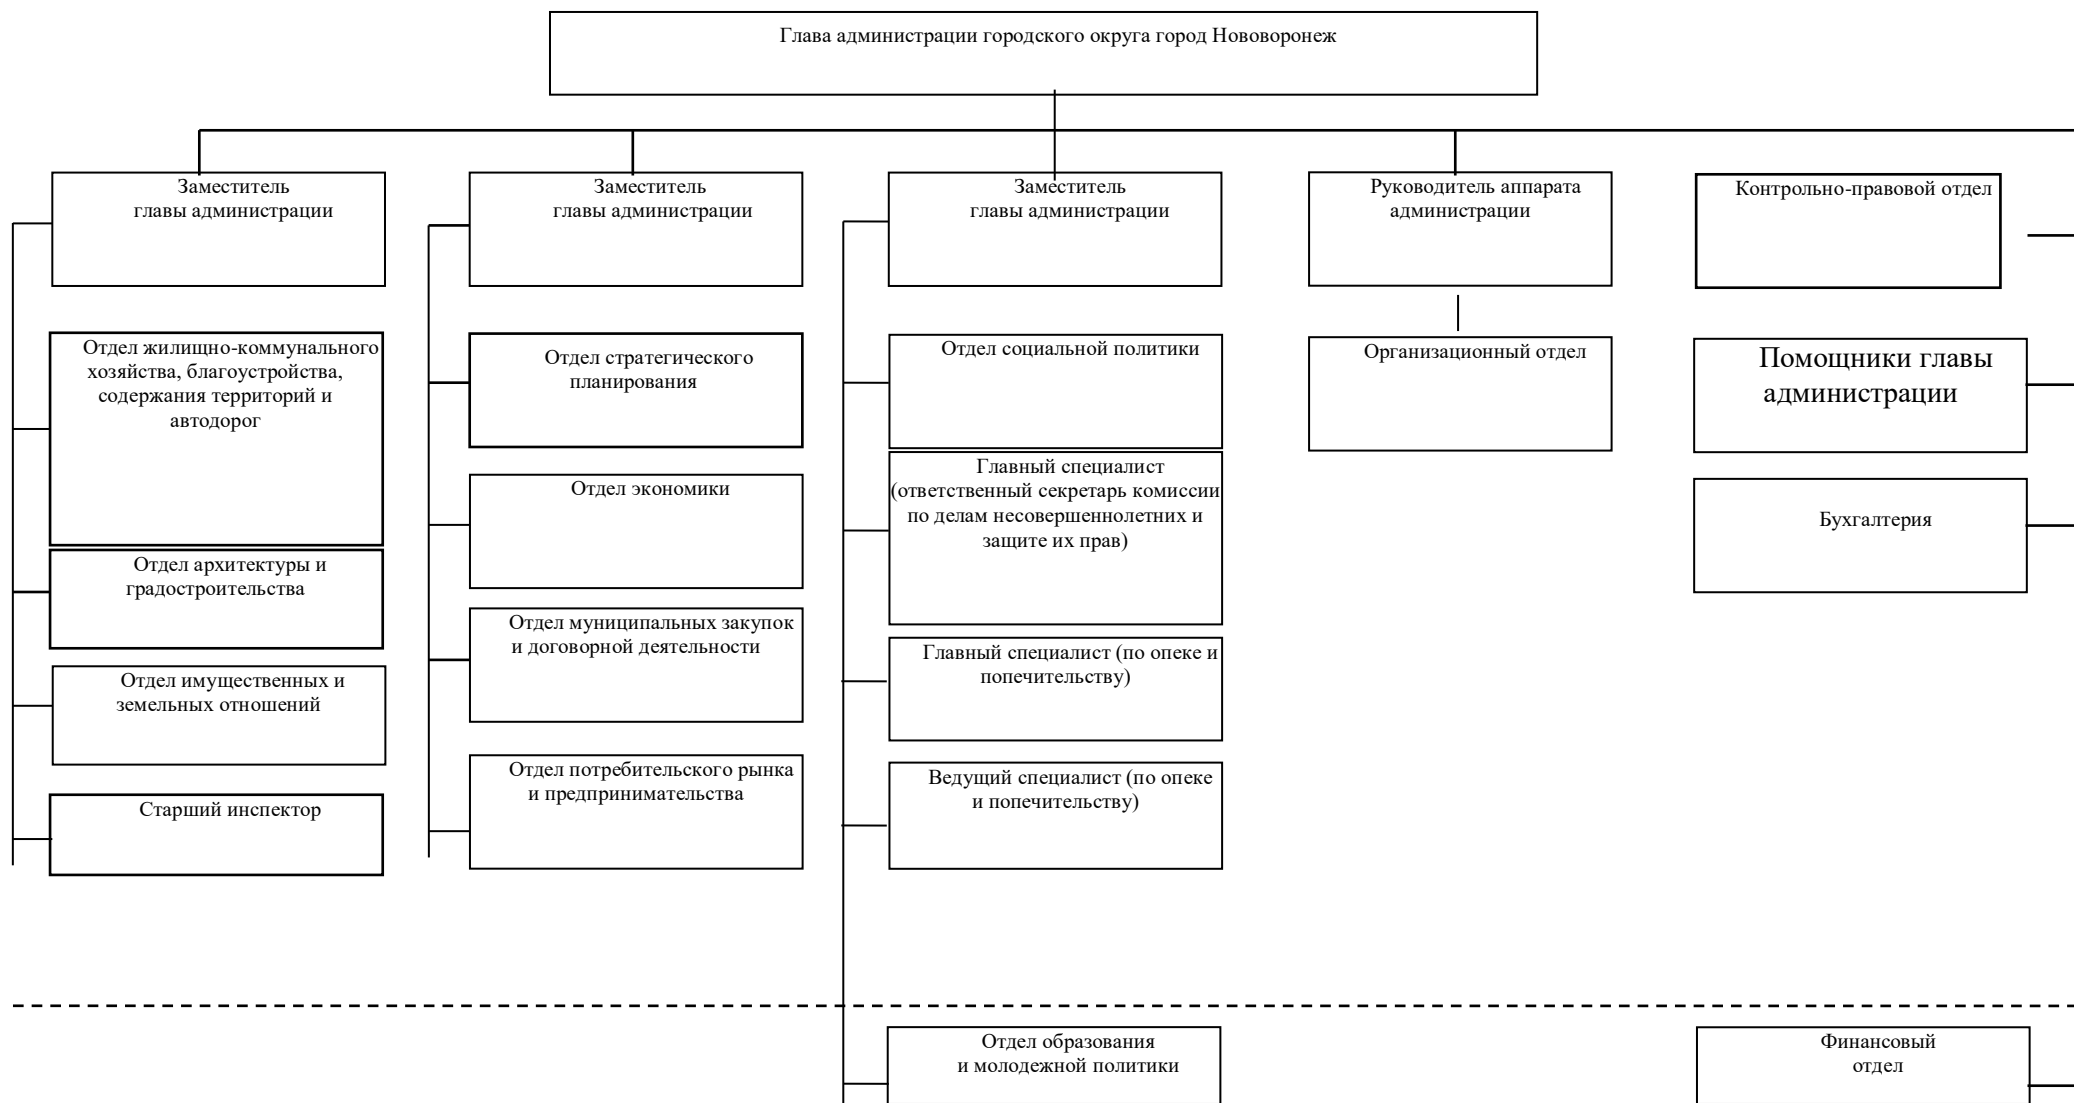 Глава администрации городского округа город Нововоронеж
Заместитель
главы администрации
Заместитель
главы администрации
Заместитель
главы администрации
Руководитель аппарата
администрации
Контрольно-правовой отдел
Отдел жилищно-коммунального
хозяйства, благоустройства,
содержания территорий и
автодорог
Отдел стратегического
планирования
Отдел социальной политики
Организационный отдел
Помощники главы
администрации
Главный специалист
(ответственный секретарь комиссии
по делам несовершеннолетних и
защите их прав)
Отдел экономики
Бухгалтерия
Отдел архитектуры и
градостроительства
Отдел муниципальных закупок
и договорной деятельности
Главный специалист (по опеке и
попечительству)
Отдел имущественных и
земельных отношений
Отдел потребительского рынка
и предпринимательства
Ведущий специалист (по опеке
и попечительству)
Старший инспектор
Отдел образования
и молодежной политики
Финансовый
отдел